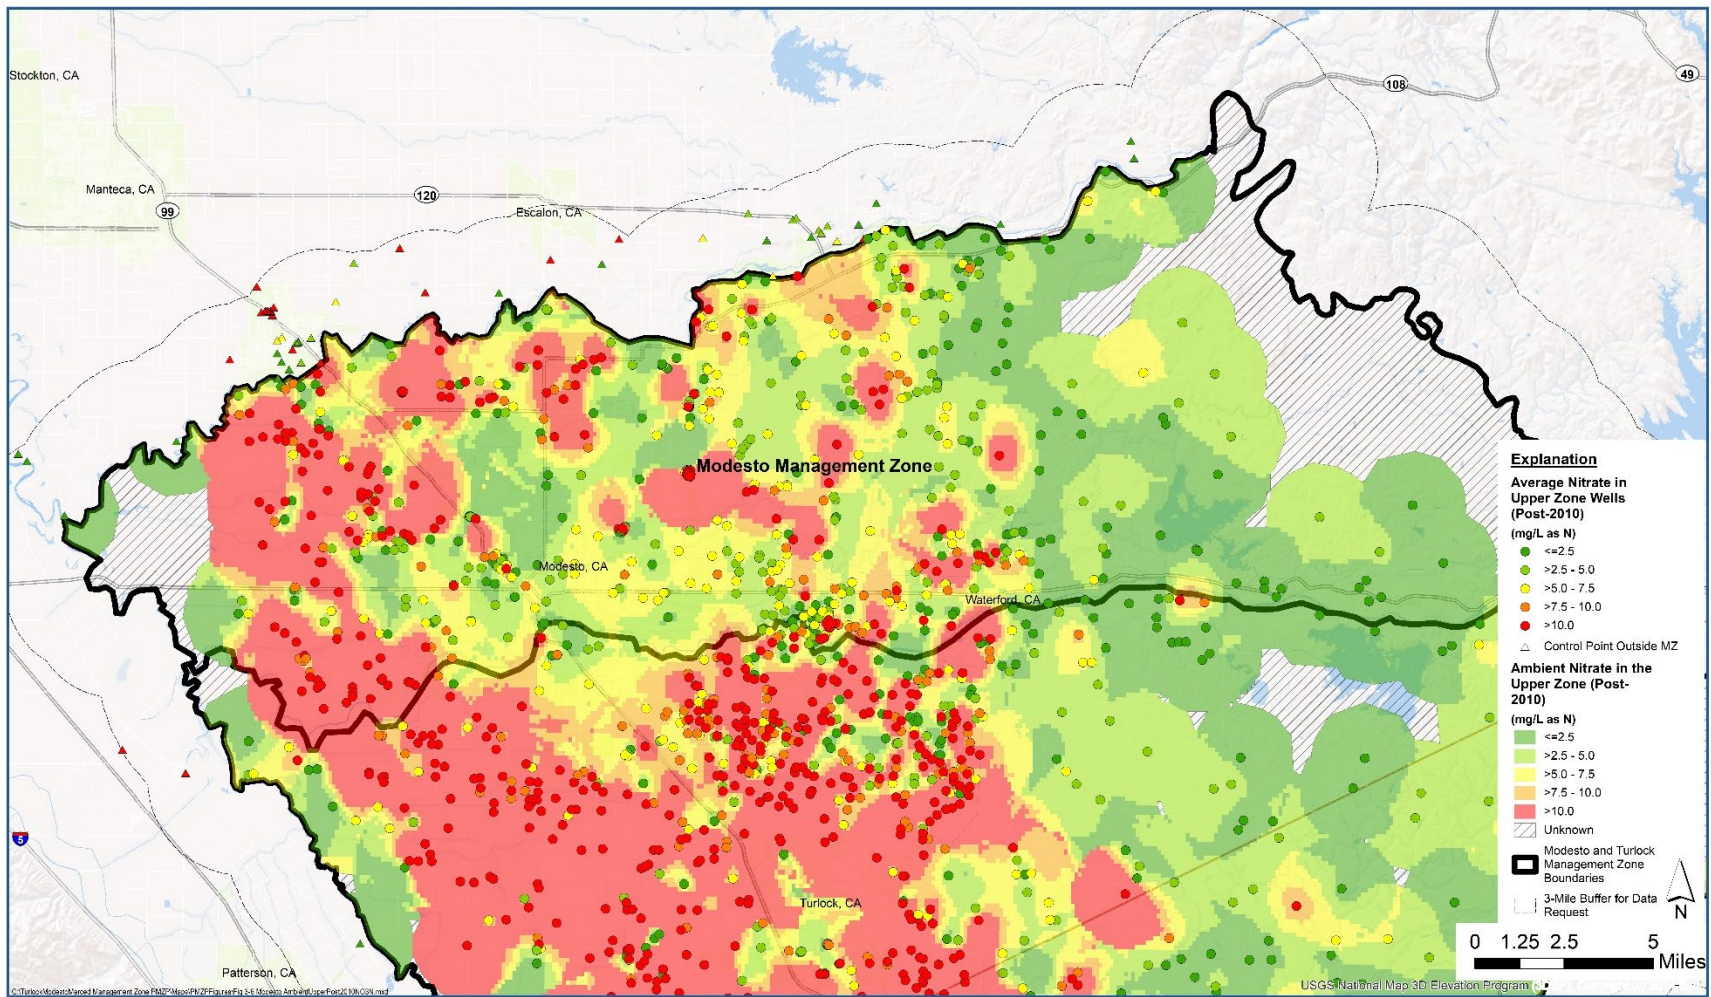 Stockton, CA
108
49
Manteca, CA
120
99
Escalon, CA
Modesto Management Zone
Modesto, CA
Waterford, CA
Turlock, CA
Patterson, CA
5
Explanation
Average Nitrate in
Upper Zone Wells
(Post-2010)
(mg/L as N)
<=2.5
>2.5 - 5.0
>5.0 - 7.5
>7.5 - 10.0
>10.0
Control Point Outside MZ
Ambient Nitrate in the
Upper Zone (Post-
2010)
(mg/L as N)
<=2.5
>2.5 - 5.0
>5.0 - 7.5
>7.5 - 10.0
>10.0
Unknown
Modesto and Turlock
Management Zone
Boundaries
3-Mile Buffer for Data
Request
N
0 1.25 2.5 5
Miles
USGS National Map 3D Elevation Program